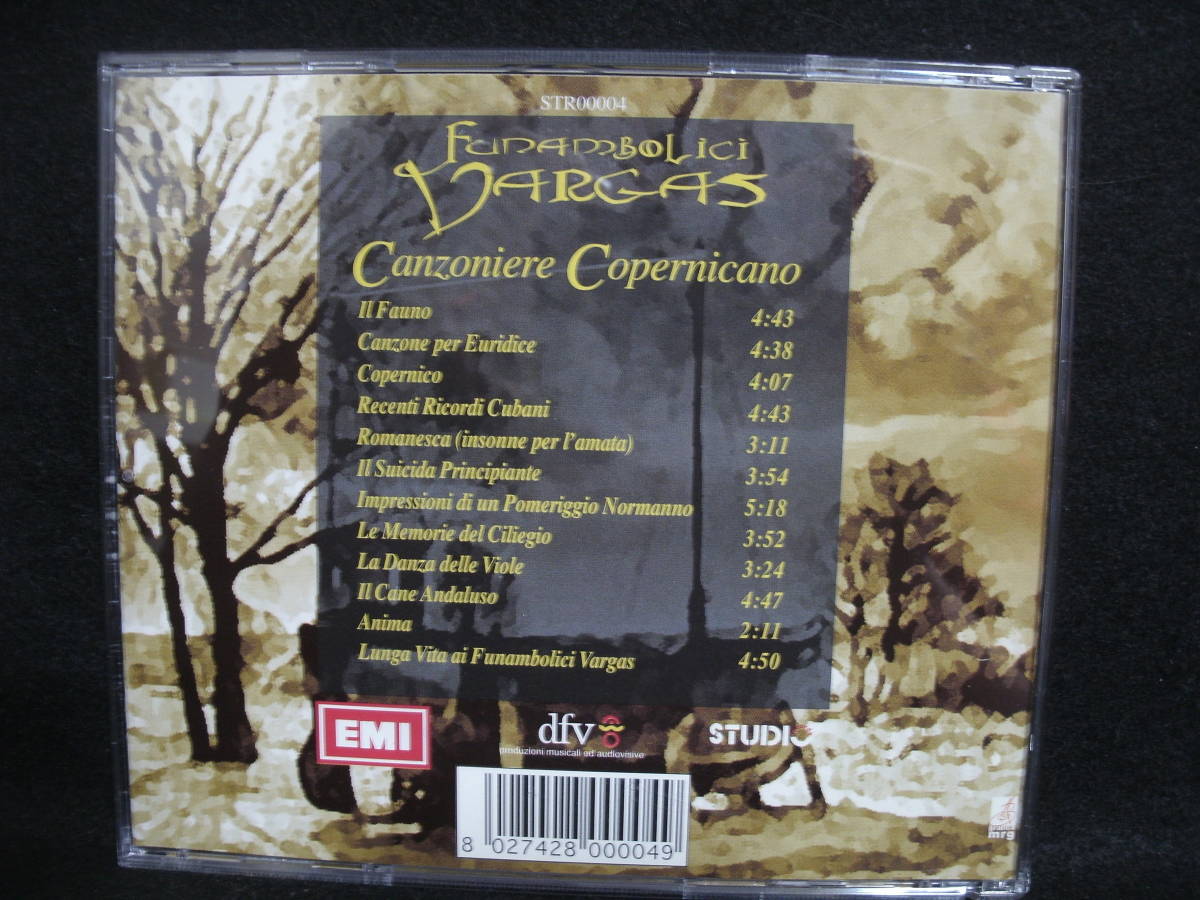 STR00004
Funambolici
Vargas
Canzoniere Copernicano
Il Fauno 4:43
Canzone per Euridice 4:38
Copernico 4:07
Recenti Ricordi Cubani 4:43
Romanesca (insonne per l'amata) 3:11
Il Suicida Principiante 3:54
Impressioni di un Pomeriggio Normanno 5:18
Le Memorie del Ciliegio 3:52
La Danza delle Viole 3:24
Il Cane Andaluso 4:47
Anima 2:11
Lunga Vita ai Funambolici Vargas 4:50
EMI
dfv
produzioni musicali ed audiovisive
STUDIO
8 027428 000049
mrg